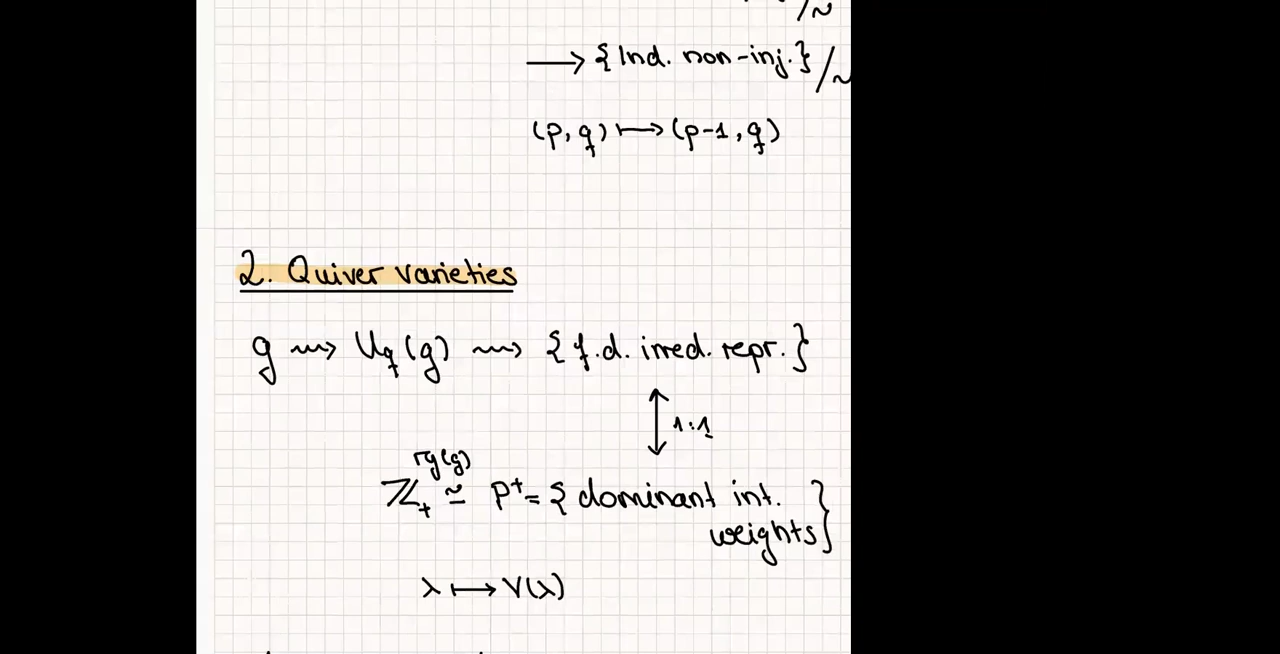 /~
→ {Ind. non-inj.}/~
(p,q) ↦ (p-1,q)
2. Quiver varieties
g ⇝ U_q(g) ⇝ {f.d. irred. repr.}
↕ 1:1
ℤ_+^{rg(g)} ≃ P^+ = {dominant int.
weights}
λ ↦ V(λ)